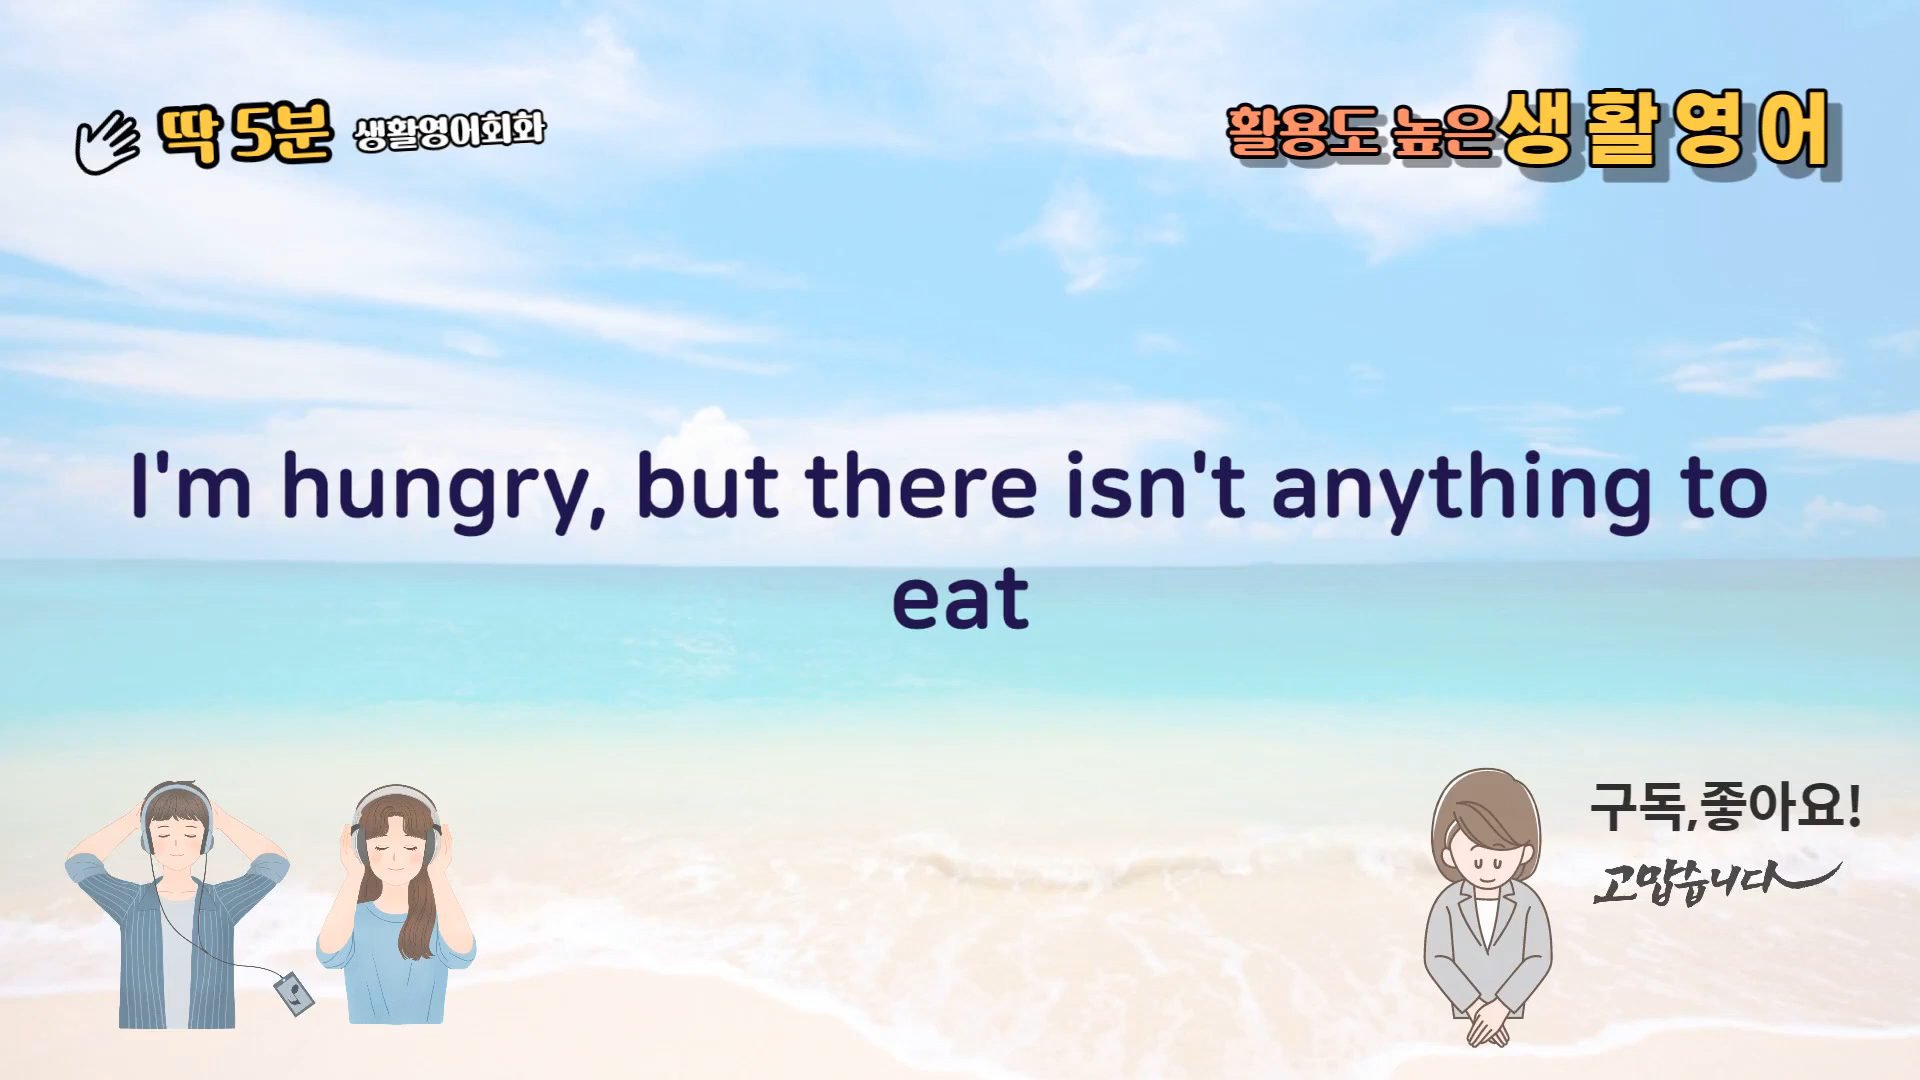 딱 5분 생활영어회화
활용도 높은 생활영어
I'm hungry, but there isn't anything to
eat
구독,좋아요!
고맙습니다